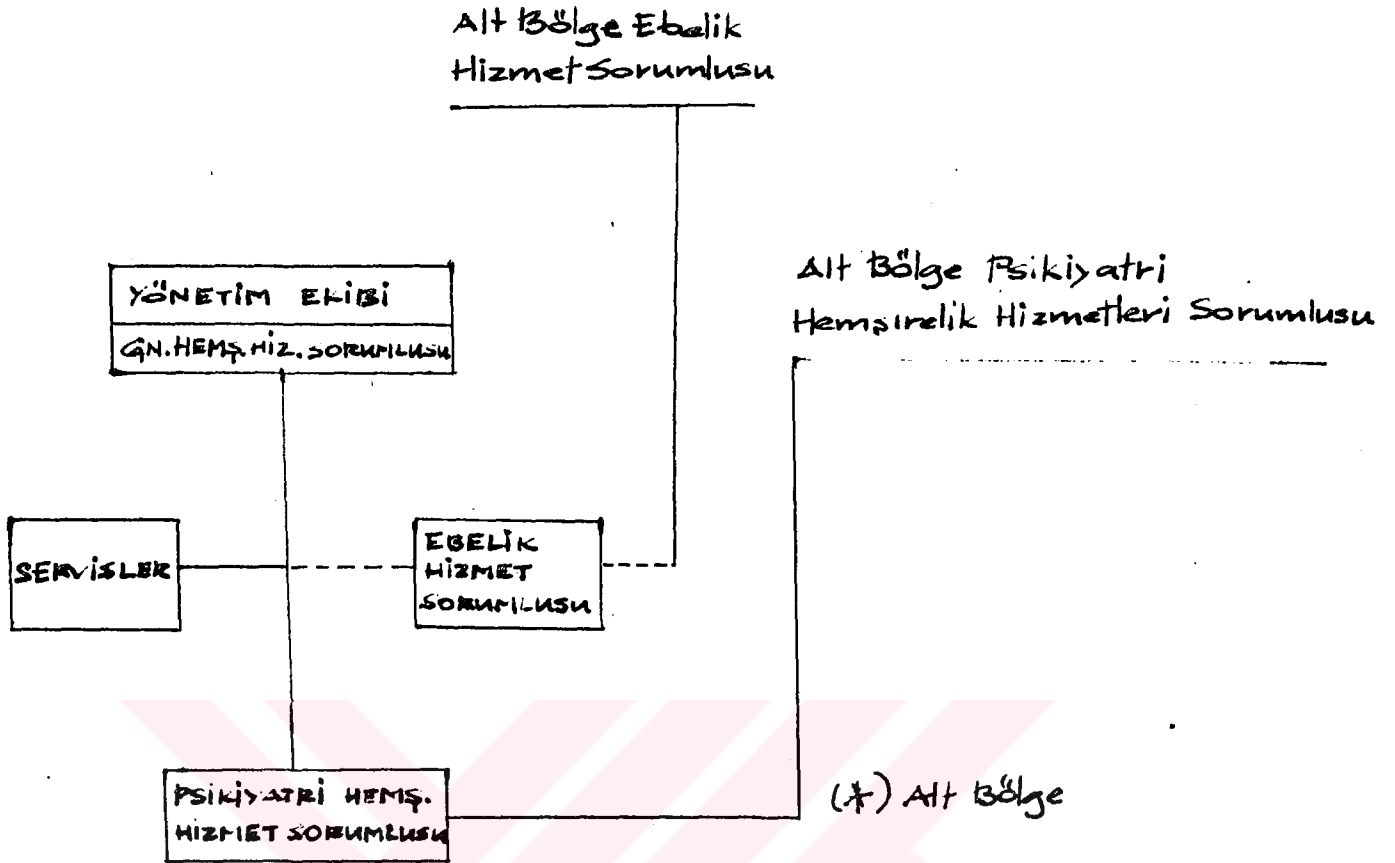 Alt Bölge Ebelik
Hizmet Sorumlusu
YÖNETİM EKİBİ
GN.HEMŞ.HİZ.SORUMLUSU
Alt Bölge Psikiyatri
Hemşirelik Hizmetleri Sorumlusu
SERVİSLER
EBELİK
HİZMET
SORUMLUSU
PSİKİYATRİ HEMŞ.
HİZMET SORUMLUSU
(*) Alt Bölge